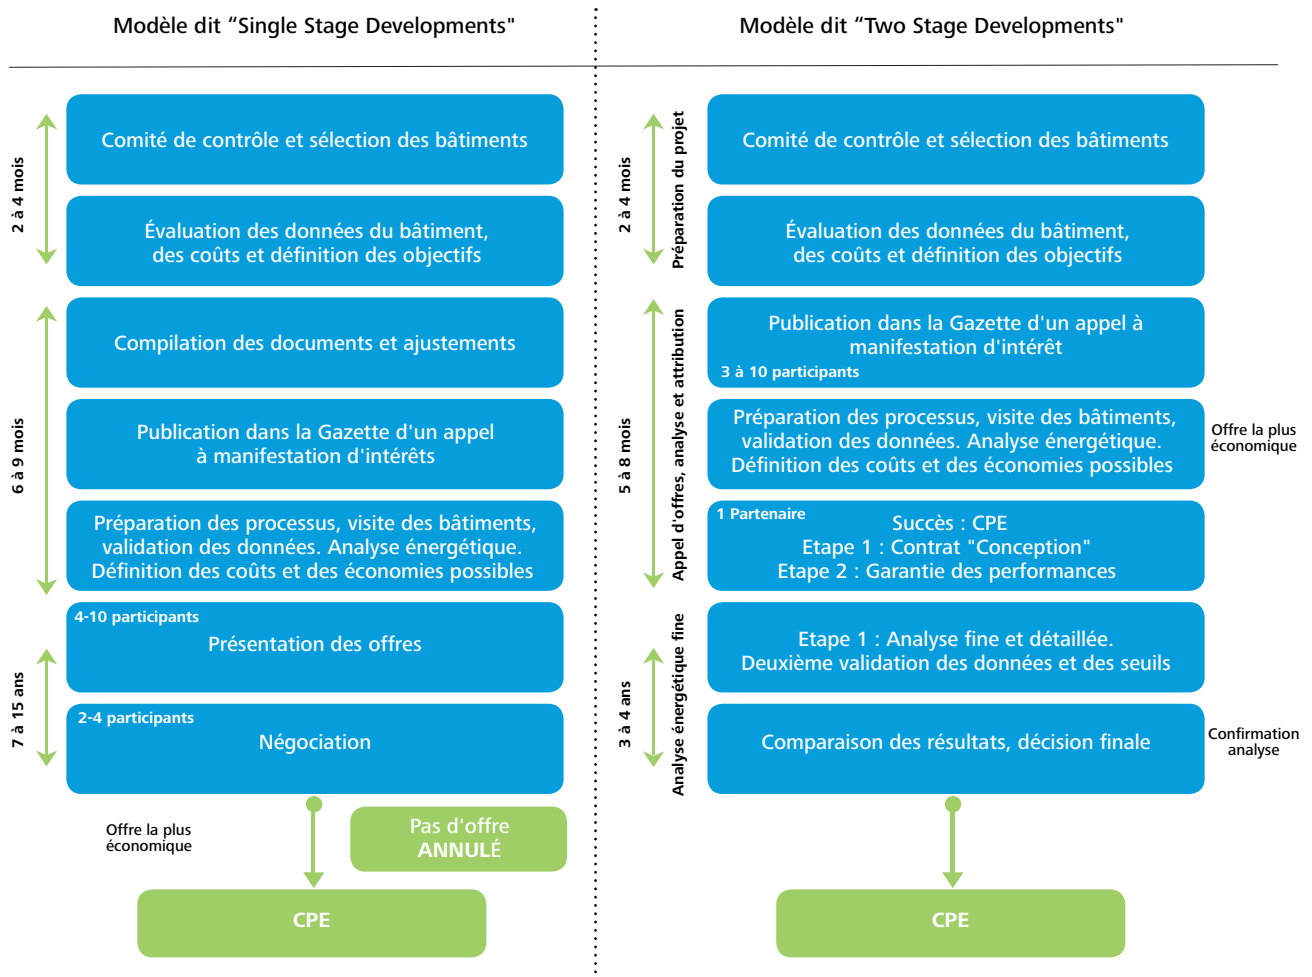 Modèle dit “Single Stage Developments"
2 à 4 mois
Comité de contrôle et sélection des bâtiments
Évaluation des données du bâtiment,
des coûts et définition des objectifs
6 à 9 mois
Compilation des documents et ajustements
Publication dans la Gazette d'un appel
à manifestation d'intérêts
Préparation des processus, visite des bâtiments,
validation des données. Analyse énergétique.
Définition des coûts et des économies possibles
7 à 15 ans
4-10 participants
Présentation des offres
2-4 participants
Négociation
Offre la plus
économique
Pas d'offre
ANNULÉ
CPE
Modèle dit “Two Stage Developments"
2 à 4 mois
Préparation du projet
Comité de contrôle et sélection des bâtiments
Évaluation des données du bâtiment,
des coûts et définition des objectifs
5 à 8 mois
Appel d'offres, analyse et attribution
Publication dans la Gazette d'un appel à
manifestation d'intérêt
3 à 10 participants
Préparation des processus, visite des bâtiments,
validation des données. Analyse énergétique.
Définition des coûts et des économies possibles
Offre la plus
économique
1 Partenaire
Succès : CPE
Etape 1 : Contrat "Conception"
Etape 2 : Garantie des performances
3 à 4 ans
Analyse énergétique fine
Etape 1 : Analyse fine et détaillée.
Deuxième validation des données et des seuils
Comparaison des résultats, décision finale
Confirmation
analyse
CPE